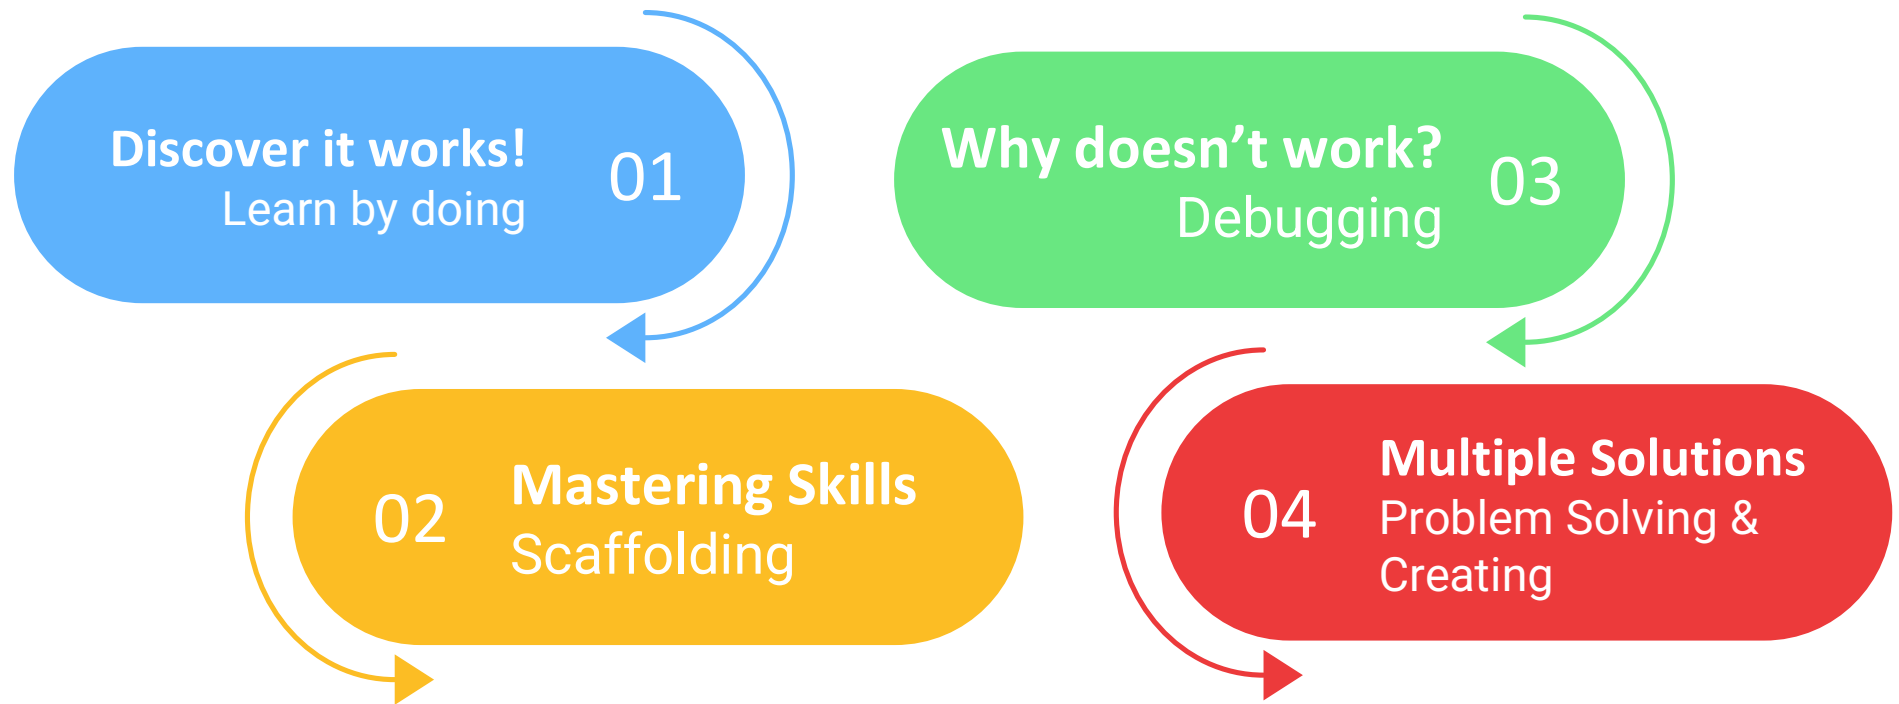 Discover it works!
Learn by doing
01
02
Mastering Skills
Scaffolding
Why doesn’t work?
Debugging
03
04
Multiple Solutions
Problem Solving &
Creating